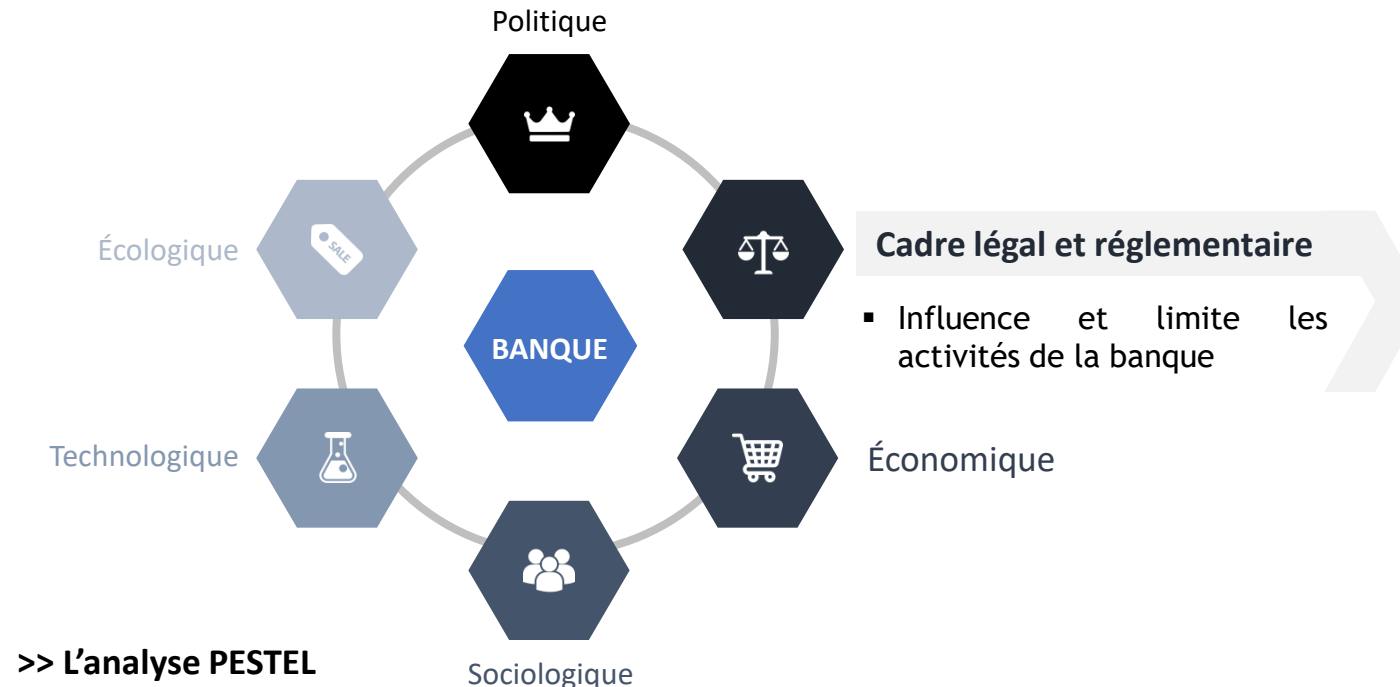 Politique
Écologique
SALE
Cadre légal et réglementaire
▪ Influence et limite les
activités de la banque
BANQUE
Technologique
Économique
>> L’analyse PESTEL
Sociologique